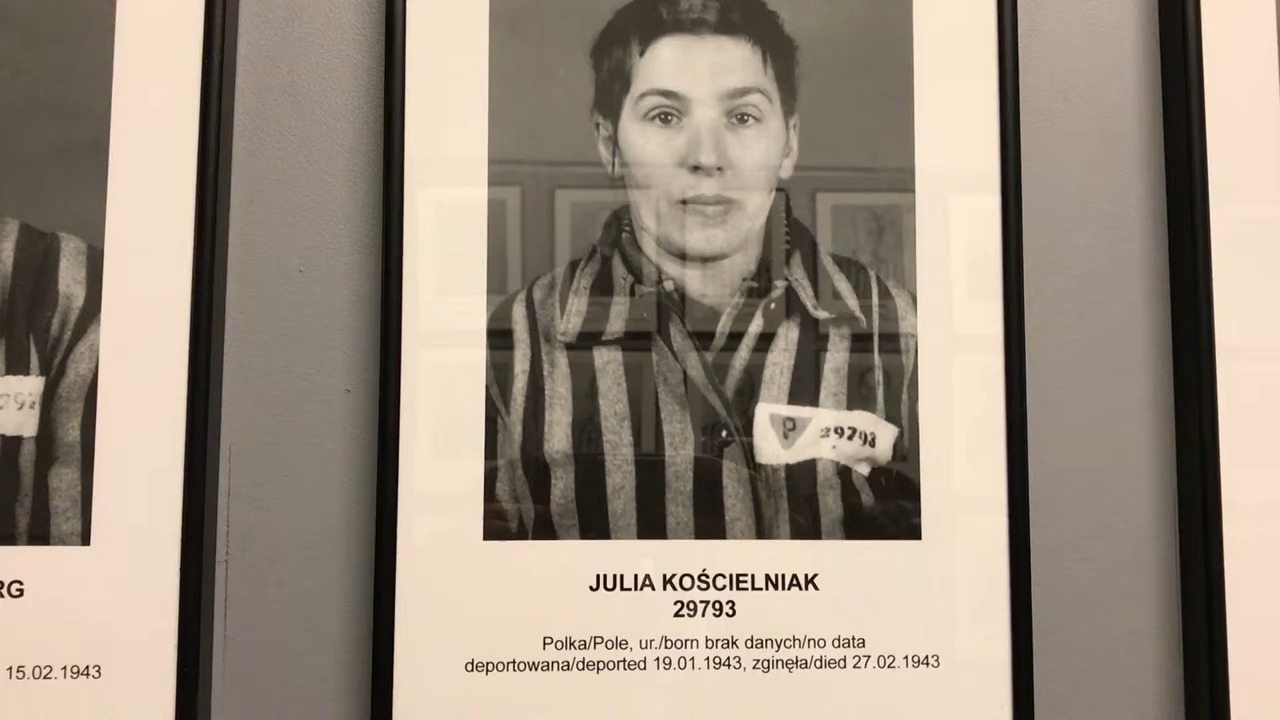 292
P 29793
RG
15.02.1943
JULIA KOŚCIELNIAK
29793
Polka/Pole, ur./born brak danych/no data
deportowana/deported 19.01.1943, zginęła/died 27.02.1943